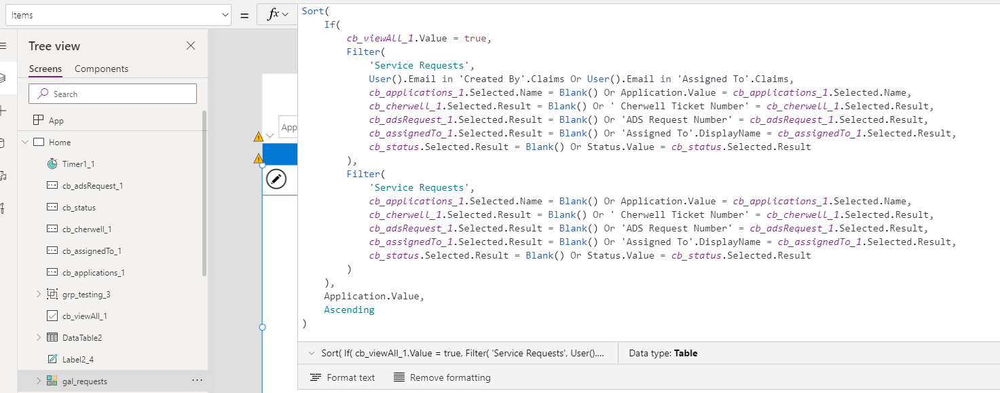 Items
=
fx
Sort(
If(
cb_viewAll_1.Value = true,
Filter(
'Service Requests',
User().Email in 'Created By'.Claims Or User().Email in 'Assigned To'.Claims,
cb_applications_1.Selected.Name = Blank() Or Application.Value = cb_applications_1.Selected.Name,
cb_cherwell_1.Selected.Result = Blank() Or ' Cherwell Ticket Number' = cb_cherwell_1.Selected.Result,
cb_adsRequest_1.Selected.Result = Blank() Or 'ADS Request Number' = cb_adsRequest_1.Selected.Result,
cb_assignedTo_1.Selected.Result = Blank() Or 'Assigned To'.DisplayName = cb_assignedTo_1.Selected.Result,
cb_status.Selected.Result = Blank() Or Status.Value = cb_status.Selected.Result
),
Filter(
'Service Requests',
cb_applications_1.Selected.Name = Blank() Or Application.Value = cb_applications_1.Selected.Name,
cb_cherwell_1.Selected.Result = Blank() Or ' Cherwell Ticket Number' = cb_cherwell_1.Selected.Result,
cb_adsRequest_1.Selected.Result = Blank() Or 'ADS Request Number' = cb_adsRequest_1.Selected.Result,
cb_assignedTo_1.Selected.Result = Blank() Or 'Assigned To'.DisplayName = cb_assignedTo_1.Selected.Result,
cb_status.Selected.Result = Blank() Or Status.Value = cb_status.Selected.Result
)
),
Application.Value,
Ascending
)
Sort( If( cb_viewAll_1.Value = true, Filter( 'Service Requests', User()....
Data type: Table
Format text
Remove formatting
Tree view
Screens
Components
Search
App
Home
Timer1_1
cb_adsRequest_1
cb_status
cb_cherwell_1
cb_assignedTo_1
cb_applications_1
grp_testing_3
cb_viewAll_1
DataTable2
Label2_4
gal_requests
...
App